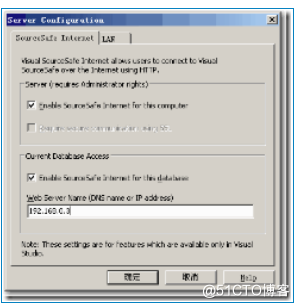 Server Configuration
SourceSafe Internet LAN
Visual SourceSafe Internet allows users to connect to Visual
SourceSafe over the Internet using HTTP.
Server (requires Administrator rights)
Enable SourceSafe Internet for this computer
Current Database Access
Enable SourceSafe Internet for this database
Web Server Name (DNS name or IP address)
192.168.0.3
Note: These settings are for features which are available only in Visual
Studio.
确定 取消 Help
@51CTO博客